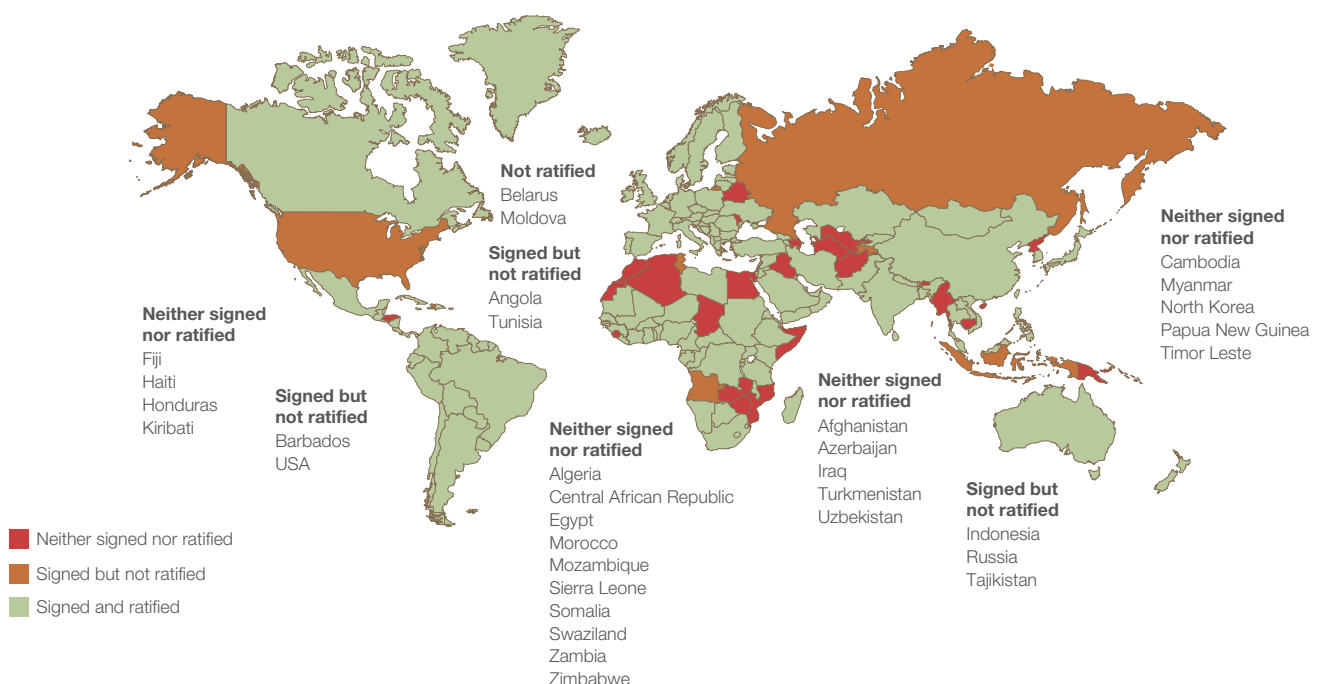 Not ratified
Belarus
Moldova
Signed but
not ratified
Angola
Tunisia
Neither signed
nor ratified
Fiji
Haiti
Honduras
Kiribati
Signed but
not ratified
Barbados
USA
Neither signed
nor ratified
Algeria
Central African Republic
Egypt
Morocco
Mozambique
Sierra Leone
Somalia
Swaziland
Zambia
Zimbabwe
Neither signed
nor ratified
Afghanistan
Azerbaijan
Iraq
Turkmenistan
Uzbekistan
Signed but
not ratified
Indonesia
Russia
Tajikistan
Neither signed
nor ratified
Cambodia
Myanmar
North Korea
Papua New Guinea
Timor Leste
Neither signed nor ratified
Signed but not ratified
Signed and ratified